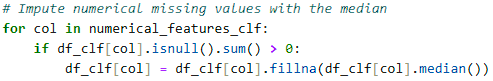 # Impute numerical missing values with the median
for col in numerical_features_clf:
    if df_clf[col].isnull().sum() > 0:
        df_clf[col] = df_clf[col].fillna(df_clf[col].median())